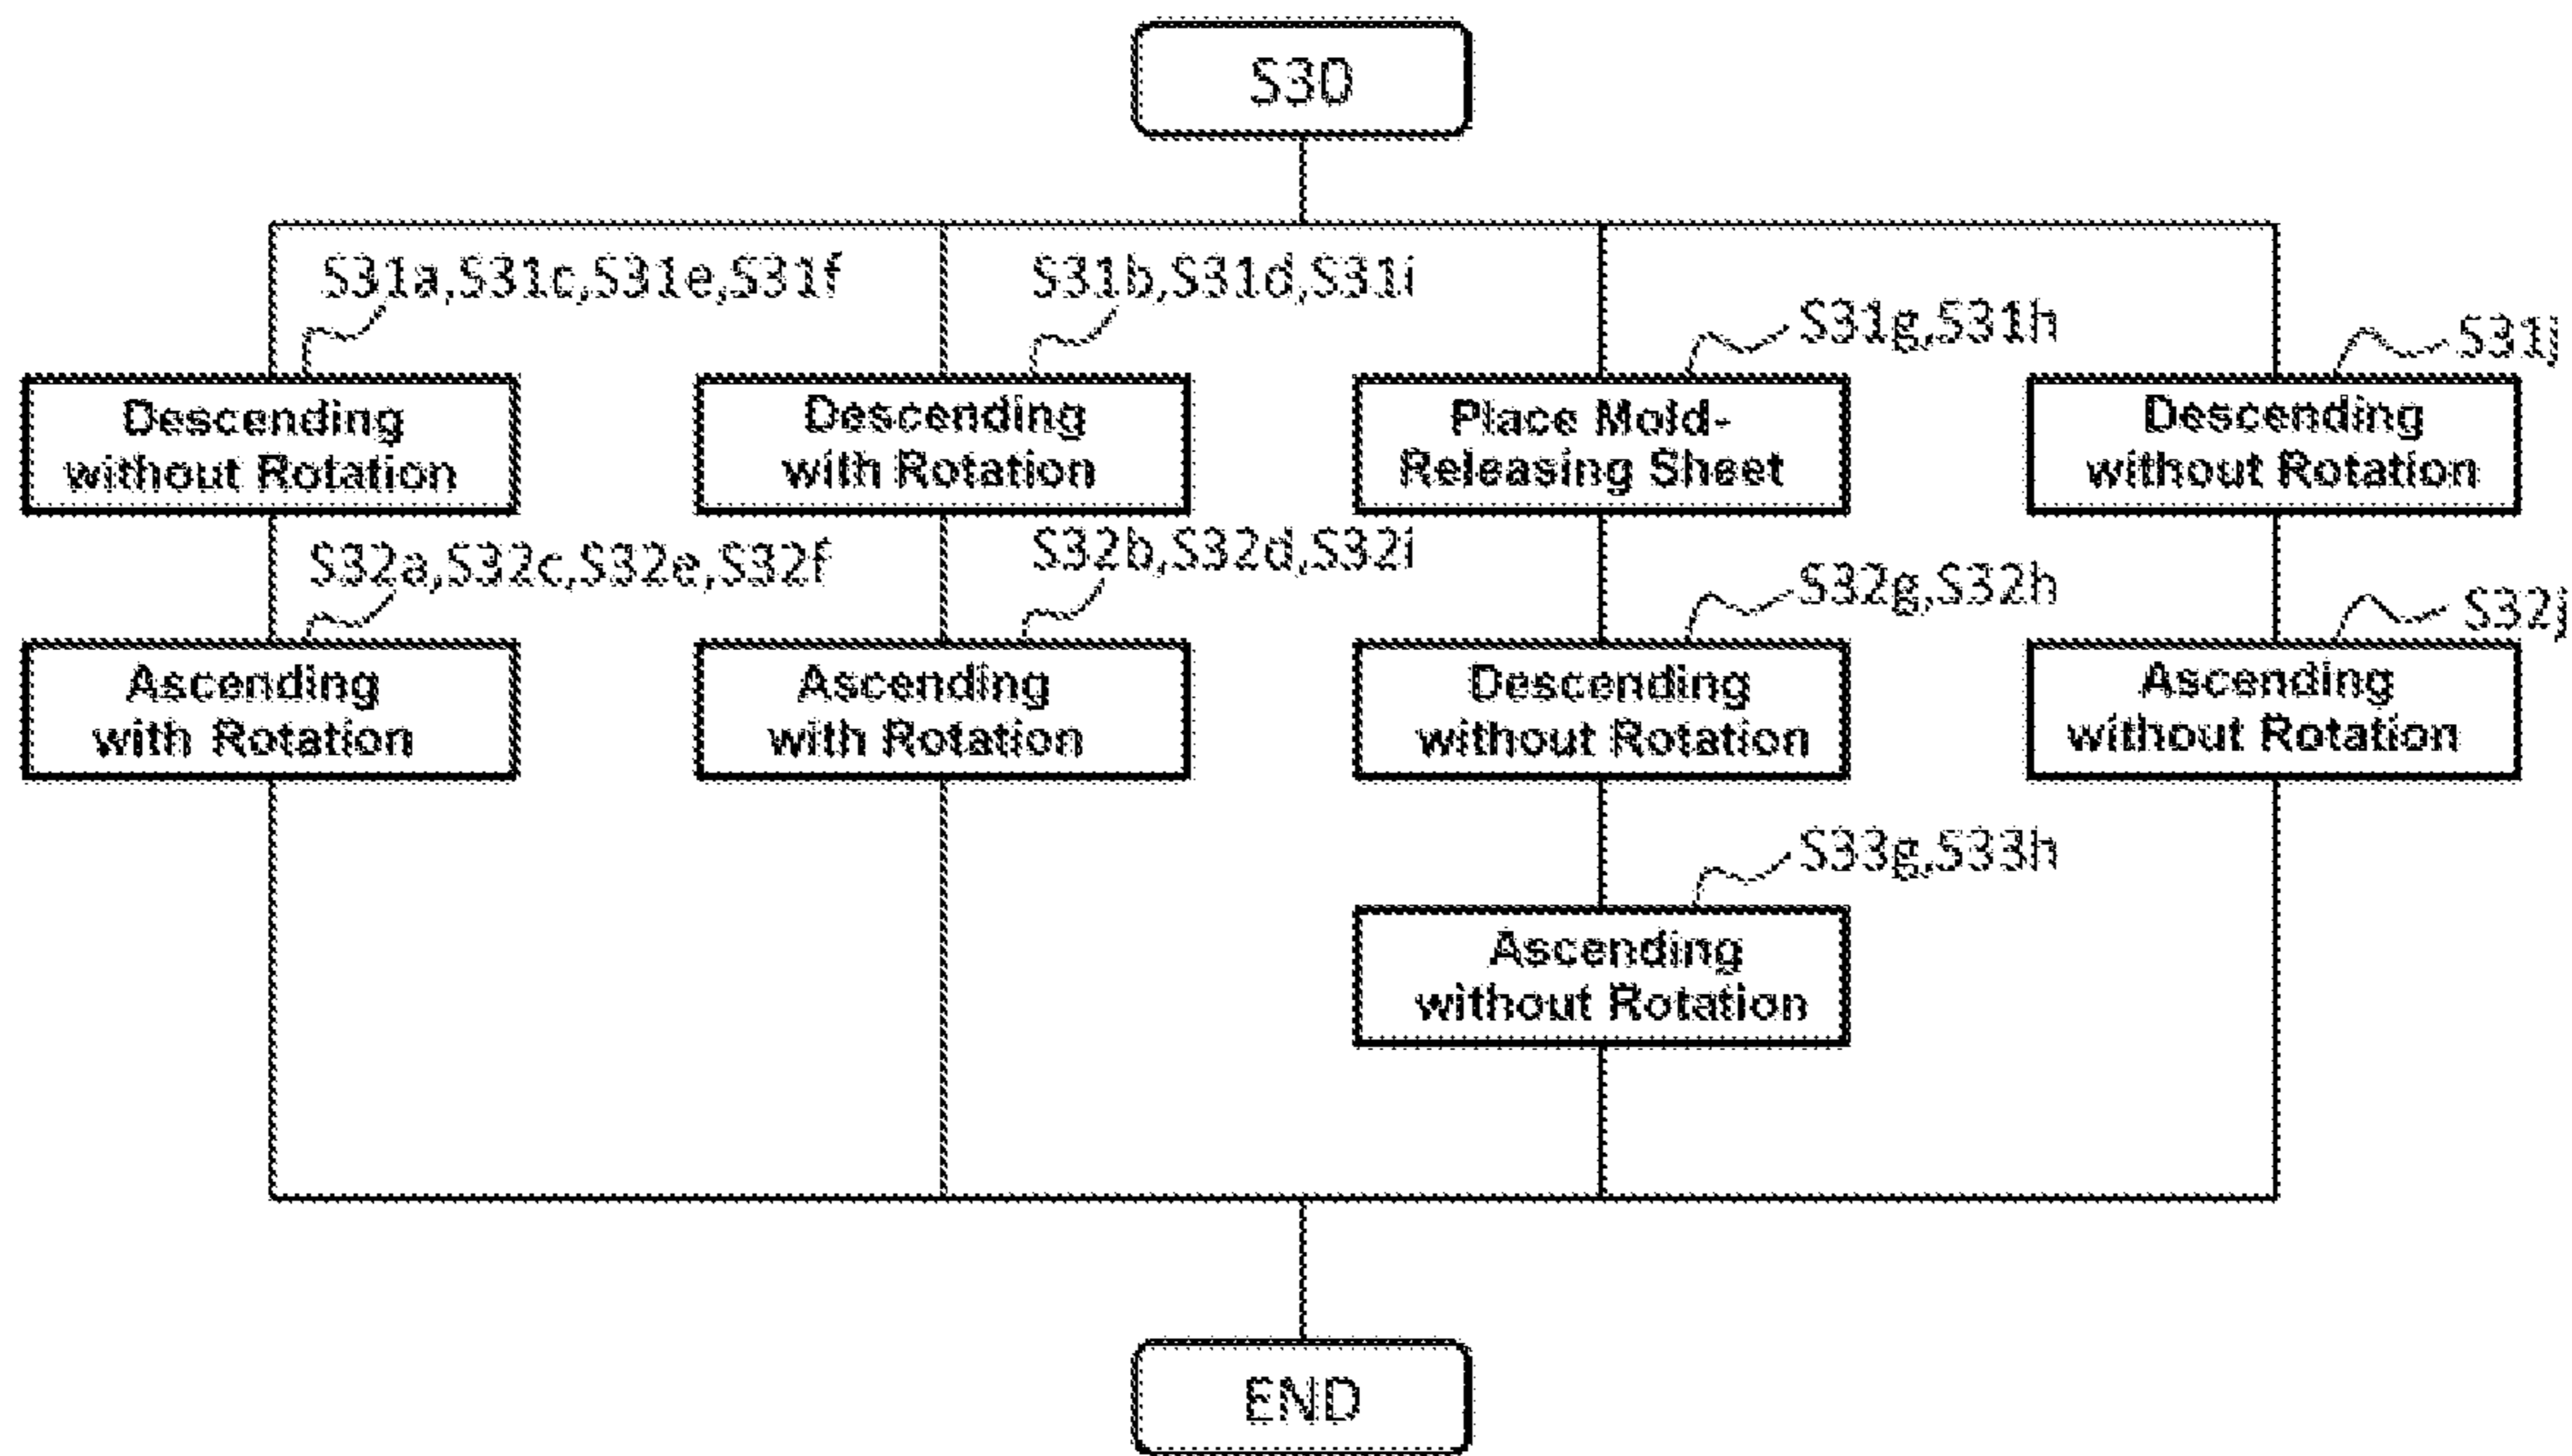 S30
S31a,S31c,S31e,S31f
S31b,S31d,S31i
S31g,S31h
S31j
Descending
without Rotation
Descending
with Rotation
Place Mold-
Releasing Sheet
Descending
without Rotation
S32a,S32c,S32e,S32f
S32b,S32d,S32i
S32g,S32h
S32j
Ascending
with Rotation
Ascending
with Rotation
Descending
without Rotation
Ascending
without Rotation
S33g,S33h
Ascending
without Rotation
END